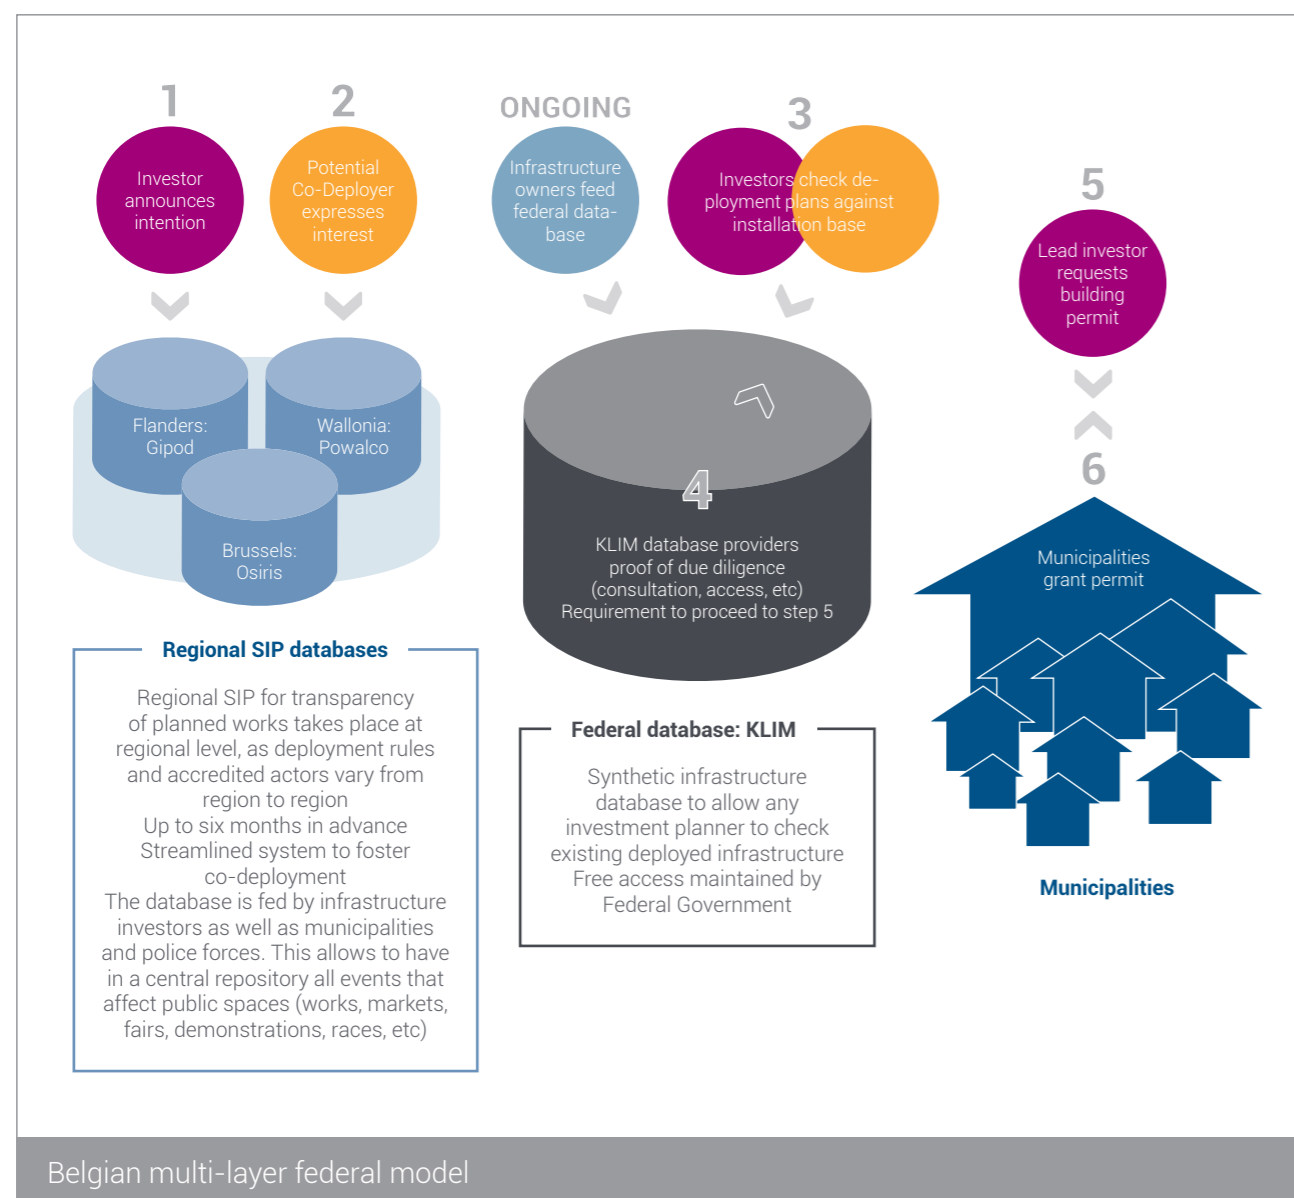 1
Investor
announces
intention
2
Potential
Co-Deployer
expresses
interest
ONGOING
Infrastructure
owners feed
federal data-
base
3
Investors check de-
ployment plans against
installation base
5
Lead investor
requests
building
permit
Flanders:
Gipod
Wallonia:
Powalco
Brussels:
Osiris
4
KLIM database providers
proof of due diligence
(consultation, access, etc)
Requirement to proceed to step 5
6
Municipalities
grant permit
Regional SIP databases
Regional SIP for transparency
of planned works takes place at
regional level, as deployment rules
and accredited actors vary from
region to region
Up to six months in advance
Streamlined system to foster
co-deployment
The database is fed by infrastructure
investors as well as municipalities
and police forces. This allows to have
in a central repository all events that
affect public spaces (works, markets,
fairs, demonstrations, races, etc)
Federal database: KLIM
Synthetic infrastructure
database to allow any
investment planner to check
existing deployed infrastructure
Free access maintained by
Federal Government
Municipalities
Belgian multi-layer federal model